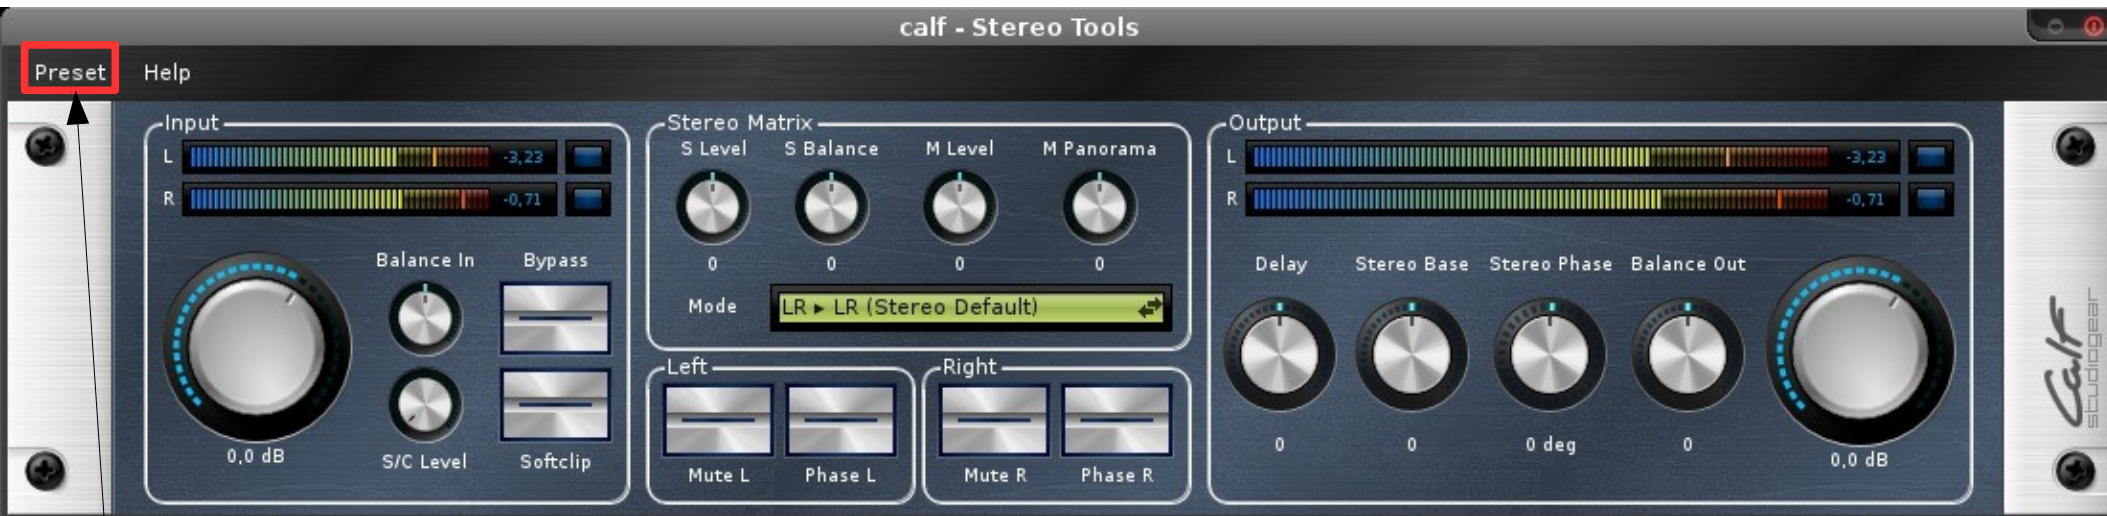 calf - Stereo Tools
Preset Help
Input
L -3,23
R -0,71
Balance In Bypass
0,0 dB
S/C Level Softclip
Stereo Matrix
S Level S Balance M Level M Panorama
0 0 0 0
Mode LR ▸ LR (Stereo Default)
Left
Mute L Phase L
Right
Mute R Phase R
Output
L -3,23
R -0,71
Delay Stereo Base Stereo Phase Balance Out
0 0 0 deg 0
0,0 dB
Calf
studiogear